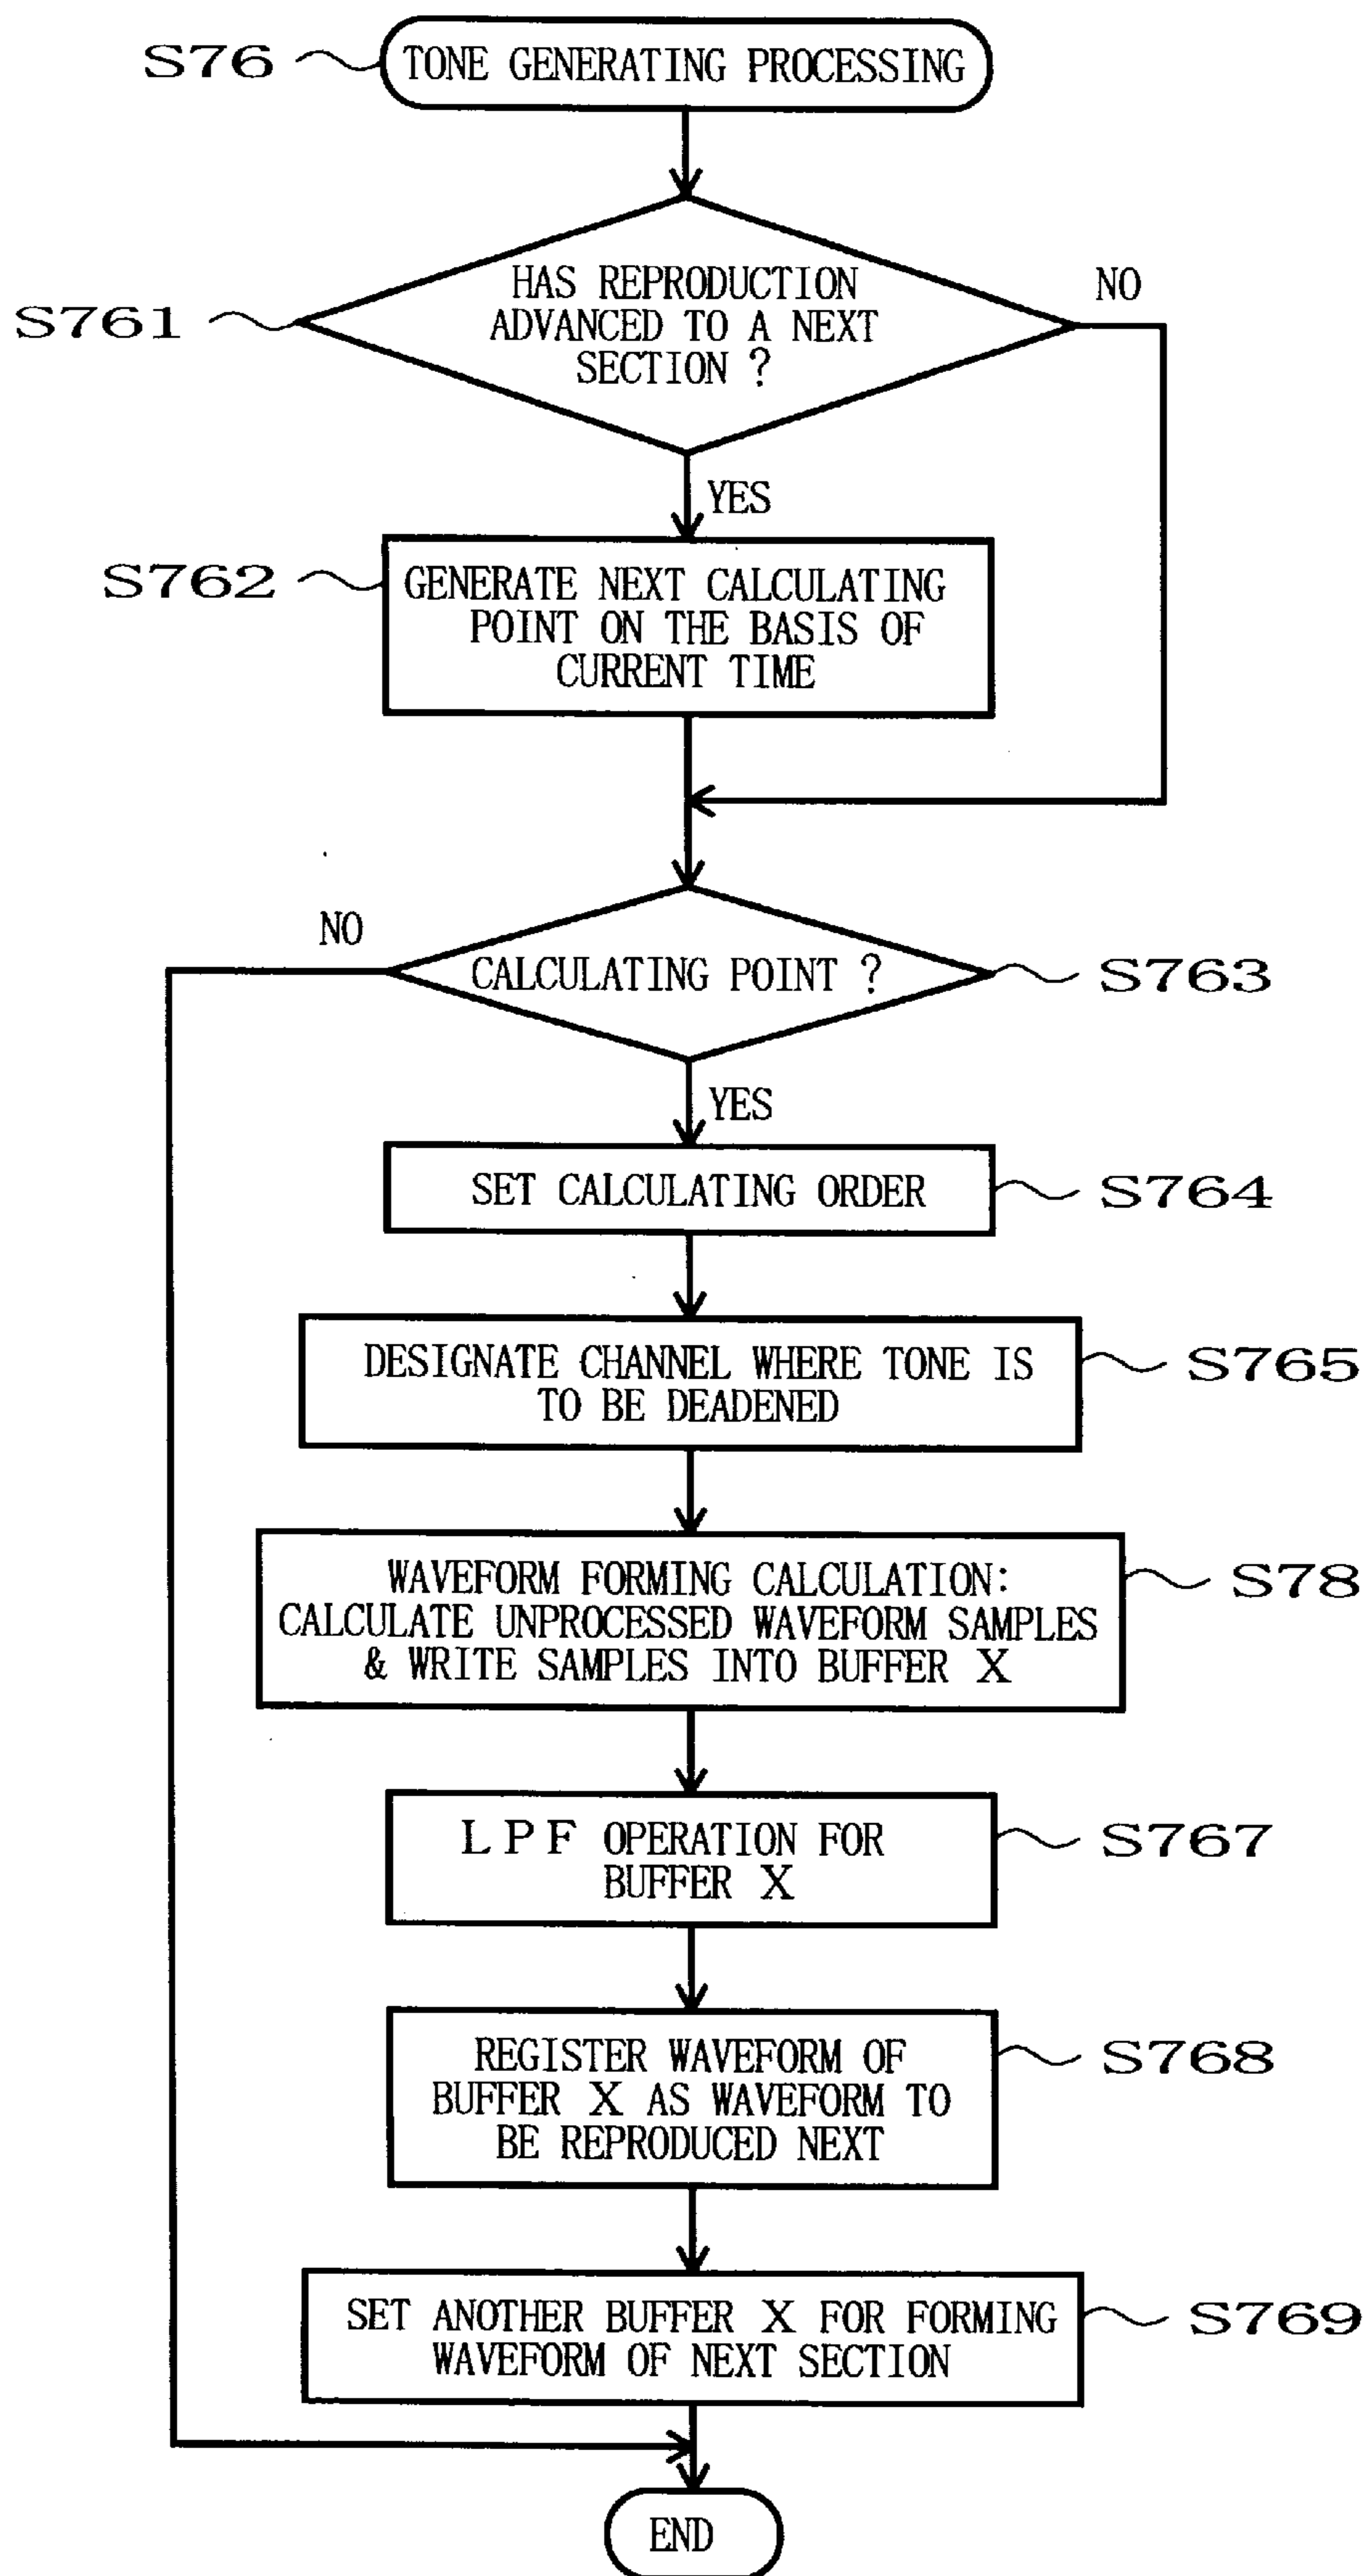 S76
TONE GENERATING PROCESSING
HAS REPRODUCTION
ADVANCED TO A NEXT
SECTION ?
NO
S761
YES
S762
GENERATE NEXT CALCULATING
POINT ON THE BASIS OF
CURRENT TIME
NO
CALCULATING POINT ?
S763
YES
SET CALCULATING ORDER
S764
DESIGNATE CHANNEL WHERE TONE IS
TO BE DEADENED
S765
WAVEFORM FORMING CALCULATION:
CALCULATE UNPROCESSED WAVEFORM SAMPLES
& WRITE SAMPLES INTO BUFFER X
S78
LPF OPERATION FOR
BUFFER X
S767
REGISTER WAVEFORM OF
BUFFER X AS WAVEFORM TO
BE REPRODUCED NEXT
S768
SET ANOTHER BUFFER X FOR FORMING
WAVEFORM OF NEXT SECTION
S769
END